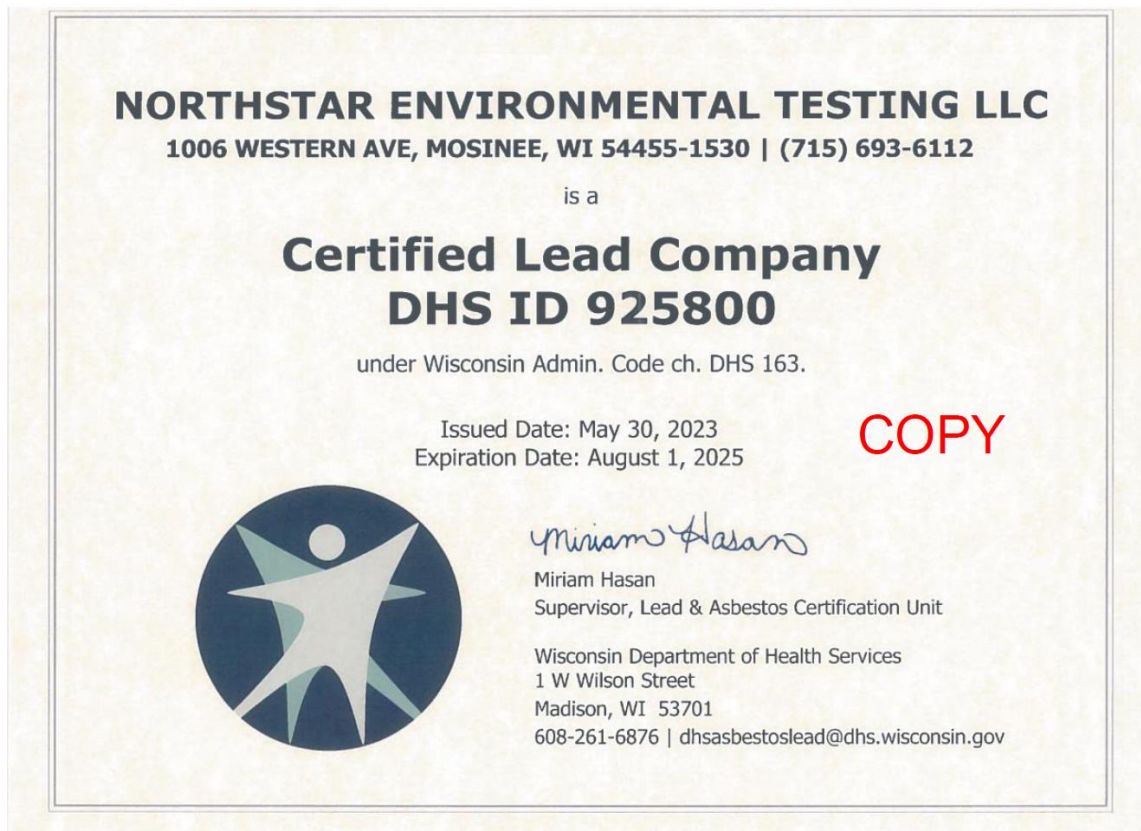 NORTHSTAR ENVIRONMENTAL TESTING LLC
1006 WESTERN AVE, MOSINEE, WI 54455-1530 | (715) 693-6112
is a
Certified Lead Company
DHS ID 925800
under Wisconsin Admin. Code ch. DHS 163.
Issued Date: May 30, 2023
Expiration Date: August 1, 2025
COPY
Miriam Hasan
Miriam Hasan
Supervisor, Lead & Asbestos Certification Unit
Wisconsin Department of Health Services
1 W Wilson Street
Madison, WI 53701
608-261-6876 | dhsasbestoslead@dhs.wisconsin.gov